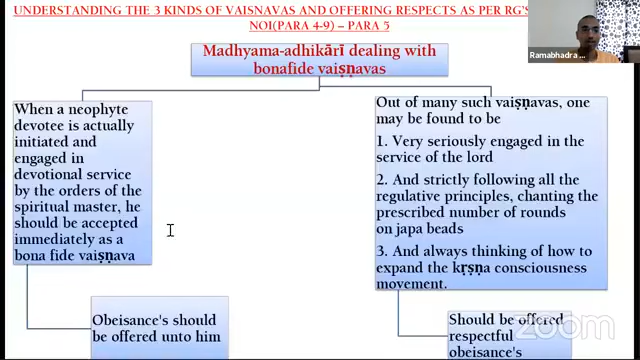 UNDERSTANDING THE 3 KINDS OF VAISNAVAS AND OFFERING RESPECTS AS PER RG'S
NOI(PARA 4-9) – PARA 5
Ramabhadra
Madhyama-adhikārī dealing with
bonafide vaiṣṇavas
When a neophyte
devotee is actually
initiated and
engaged in
devotional service
by the orders of the
spiritual master, he
should be accepted
immediately as a
bona fide vaiṣṇava
Obeisance's should
be offered unto him
Out of many such vaiṣṇavas, one
may be found to be
1. Very seriously engaged in the
service of the lord
2. And strictly following all the
regulative principles, chanting the
prescribed number of rounds
on japa beads
3. And always thinking of how to
expand the kṛṣṇa consciousness
movement.
Should be offered
respectful
obeisance's
zoom